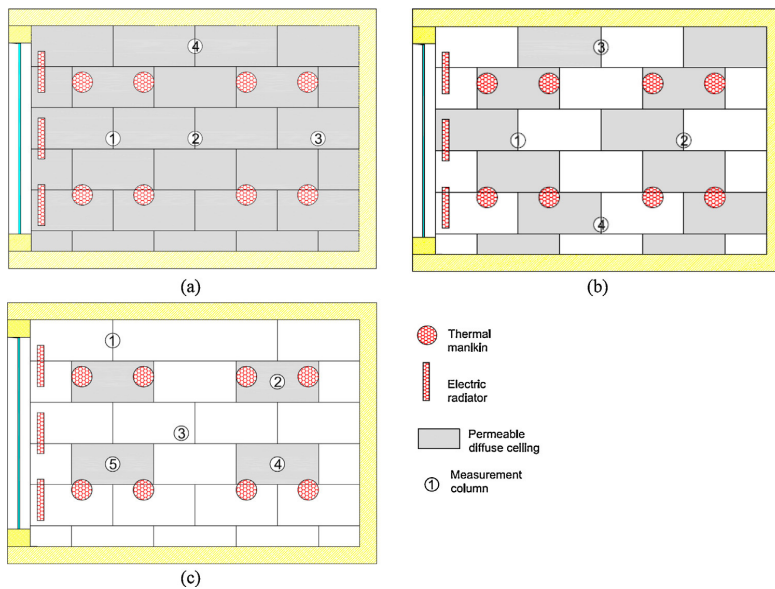 4
1
2
3
(a)
3
1
2
4
(b)
1
2
3
5
4
(c)
Thermal
manikin
Electric
radiator
Permeable
diffuse ceiling
1
Measurement
column